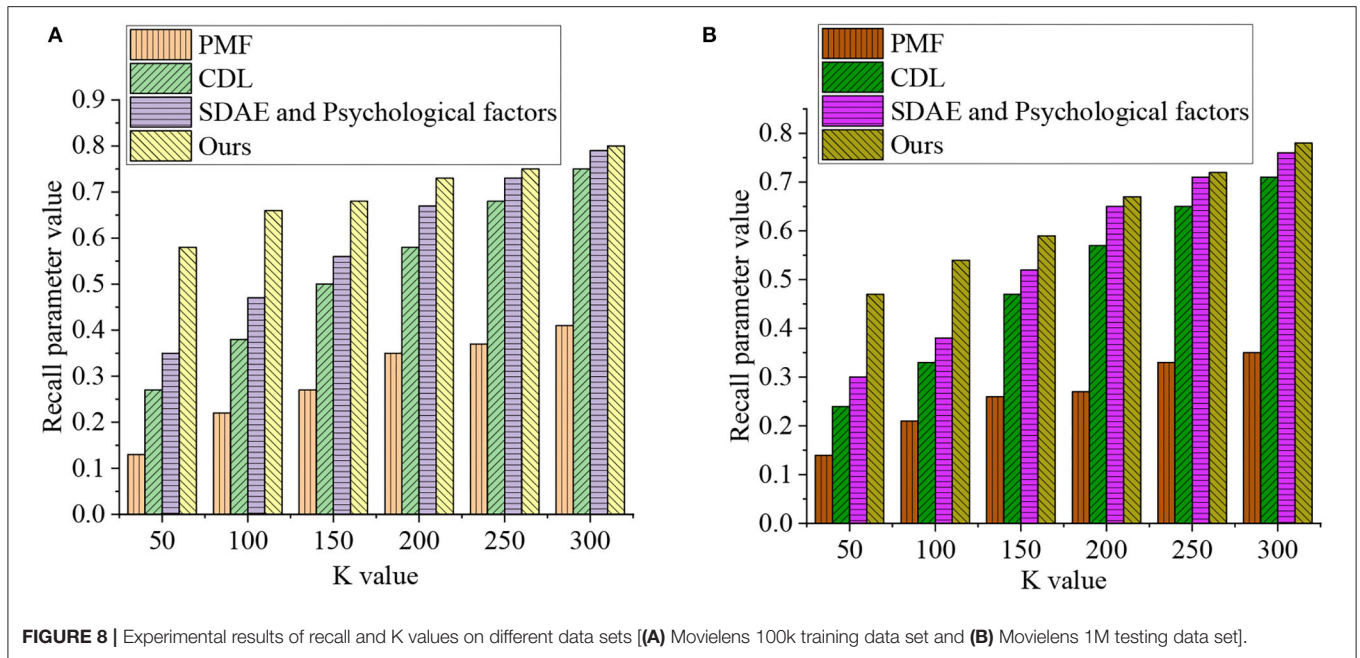 A
PMF
CDL
SDAE and Psychological factors
Ours
Recall parameter value
0.9
0.8
0.7
0.6
0.5
0.4
0.3
0.2
0.1
0.0
50 100 150 200 250 300
K value
B
PMF
CDL
SDAE and Psychological factors
Ours
Recall parameter value
0.8
0.7
0.6
0.5
0.4
0.3
0.2
0.1
0.0
50 100 150 200 250 300
K value
FIGURE 8 | Experimental results of recall and K values on different data sets [(A) Movielens 100k training data set and (B) Movielens 1M testing data set].